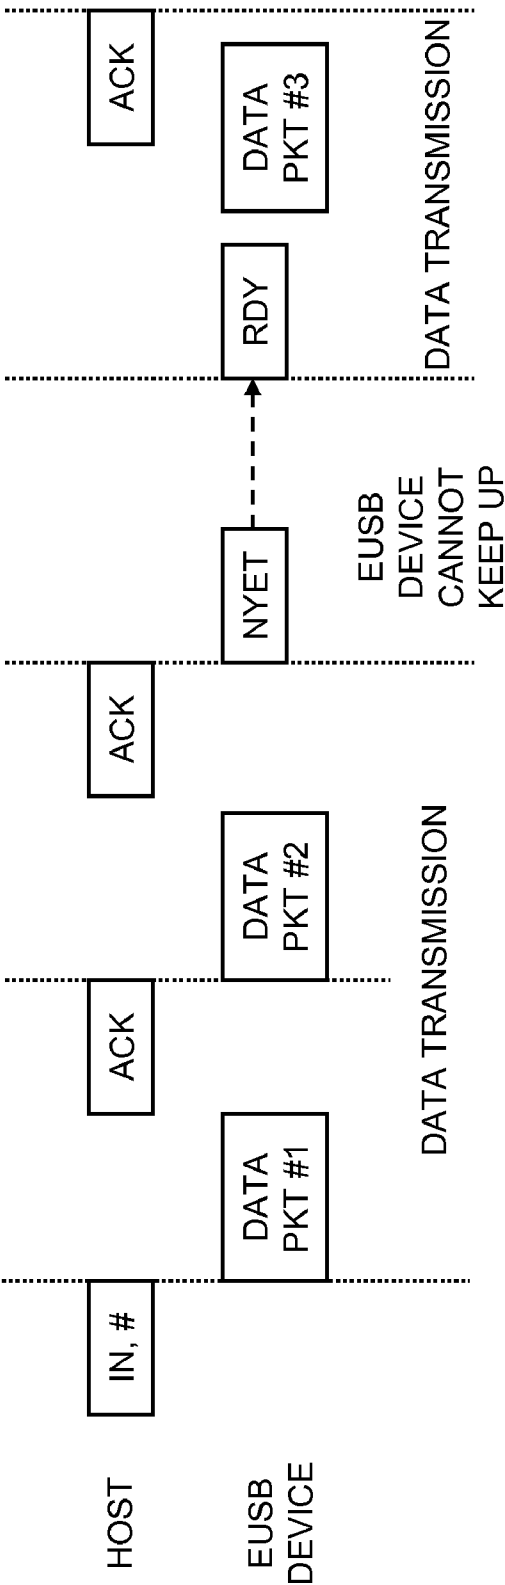 HOST
IN, #
ACK
ACK
ACK
EUSB
DEVICE
DATA
PKT #1
DATA
PKT #2
NYET
RDY
DATA
PKT #3
DATA TRANSMISSION
EUSB
DEVICE
CANNOT
KEEP UP
DATA TRANSMISSION